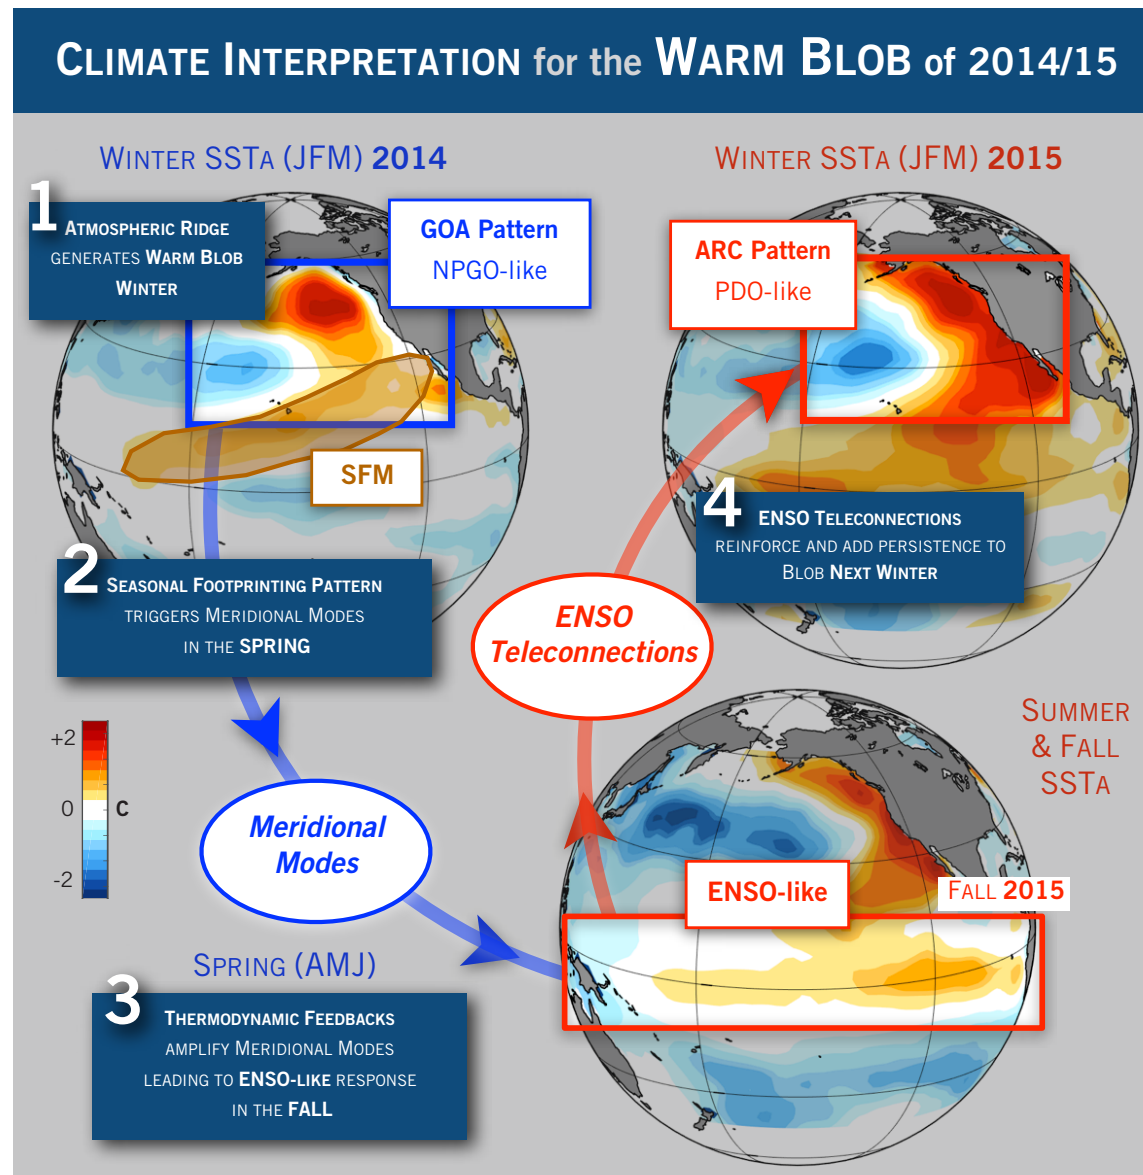 CLIMATE INTERPRETATION for the WARM BLOB of 2014/15
WINTER SSTA (JFM) 2014
1
ATMOSPHERIC RIDGE
GENERATES WARM BLOB
WINTER
GOA Pattern
NPGO-like
SFM
2
SEASONAL FOOTPRINTING PATTERN
TRIGGERS MERIDIONAL MODES
IN THE SPRING
+2
0
C
-2
Meridional
Modes
SPRING (AMJ)
3
THERMODYNAMIC FEEDBACKS
AMPLIFY MERIDIONAL MODES
LEADING TO ENSO-LIKE RESPONSE
IN THE FALL
SUMMER
& FALL
SSTA
ENSO-like
FALL 2015
ENSO
Teleconnections
WINTER SSTA (JFM) 2015
ARC Pattern
PDO-like
4
ENSO TELECONNECTIONS
REINFORCE AND ADD PERSISTENCE TO
BLOB NEXT WINTER